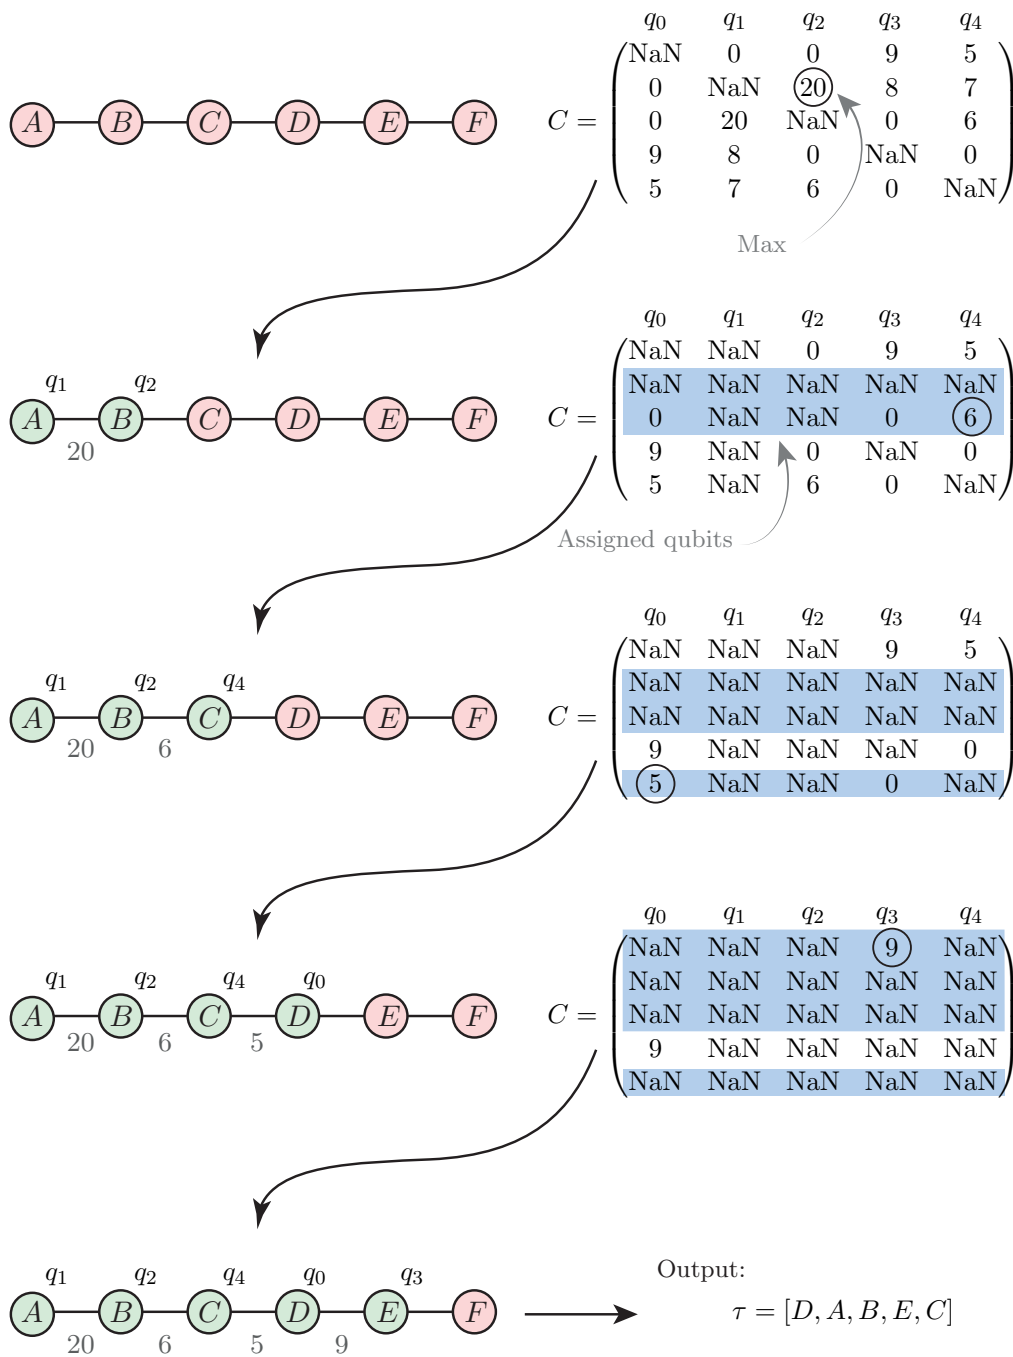 q0 q1 q2 q3 q4
NaN 0 0 9 5
0 NaN 20 8 7
A B C D E F C = 0 20 NaN 0 6
9 8 0 NaN 0
5 7 6 0 NaN
Max
q0 q1 q2 q3 q4
NaN NaN 0 9 5
q1 q2 NaN NaN NaN NaN NaN
A B C D E F C = 0 NaN NaN 0 6
20 9 NaN 0 NaN 0
5 NaN 6 0 NaN
Assigned qubits
q0 q1 q2 q3 q4
NaN NaN NaN 9 5
q1 q2 q4 NaN NaN NaN NaN NaN
A B C D E F C = NaN NaN NaN NaN NaN
20 6 9 NaN NaN NaN 0
5 NaN NaN 0 NaN
q0 q1 q2 q3 q4
NaN NaN NaN 9 NaN
q1 q2 q4 q0 NaN NaN NaN NaN NaN
A B C D E F C = NaN NaN NaN NaN NaN
20 6 5 9 NaN NaN NaN NaN
NaN NaN NaN NaN NaN
Output:
q1 q2 q4 q0 q3
A B C D E F τ = [D, A, B, E, C]
20 6 5 9